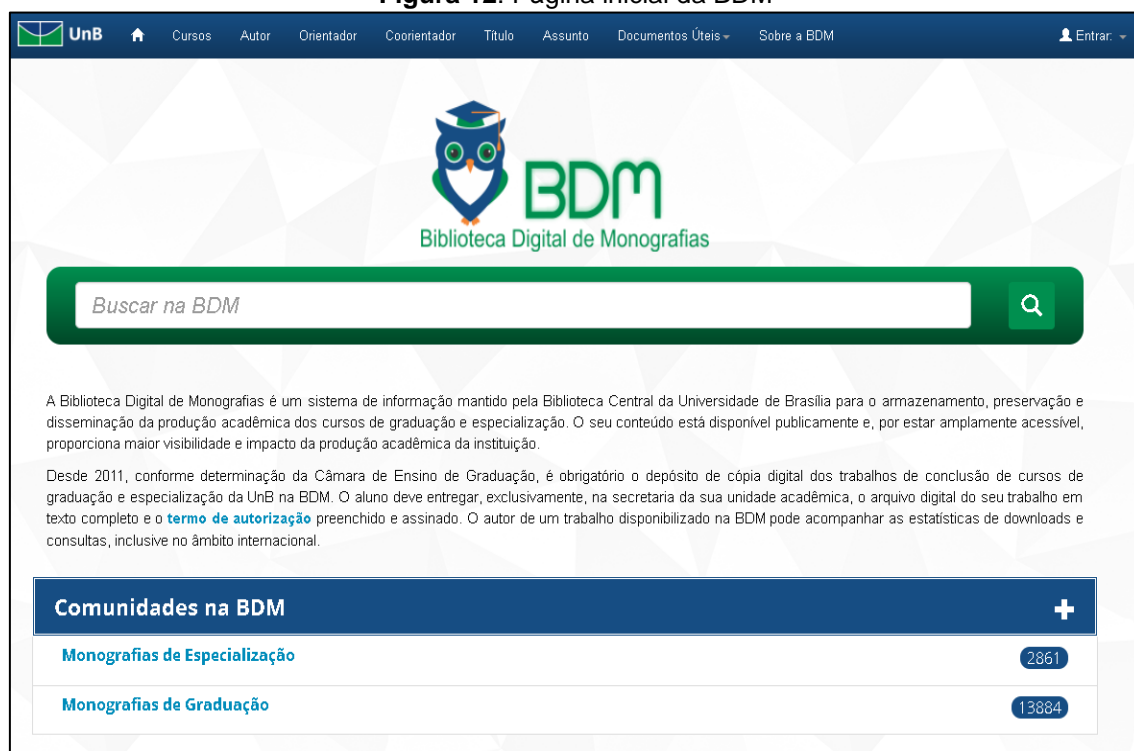 Figura 12. Página inicial da BDM
UnB Cursos Autor Orientador Coorientador Título Assunto Documentos Úteis Sobre a BDM Entrar:
BDM
Biblioteca Digital de Monografias
Buscar na BDM
A Biblioteca Digital de Monografias é um sistema de informação mantido pela Biblioteca Central da Universidade de Brasília para o armazenamento, preservação e
disseminação da produção acadêmica dos cursos de graduação e especialização. O seu conteúdo está disponível publicamente e, por estar amplamente acessível,
proporciona maior visibilidade e impacto da produção acadêmica da instituição.
Desde 2011, conforme determinação da Câmara de Ensino de Graduação, é obrigatório o depósito de cópia digital dos trabalhos de conclusão de cursos de
graduação e especialização da UnB na BDM. O aluno deve entregar, exclusivamente, na secretaria da sua unidade acadêmica, o arquivo digital do seu trabalho em
texto completo e o termo de autorização preenchido e assinado. O autor de um trabalho disponibilizado na BDM pode acompanhar as estatísticas de downloads e
consultas, inclusive no âmbito internacional.
Comunidades na BDM
Monografias de Especialização 2861
Monografias de Graduação 13884